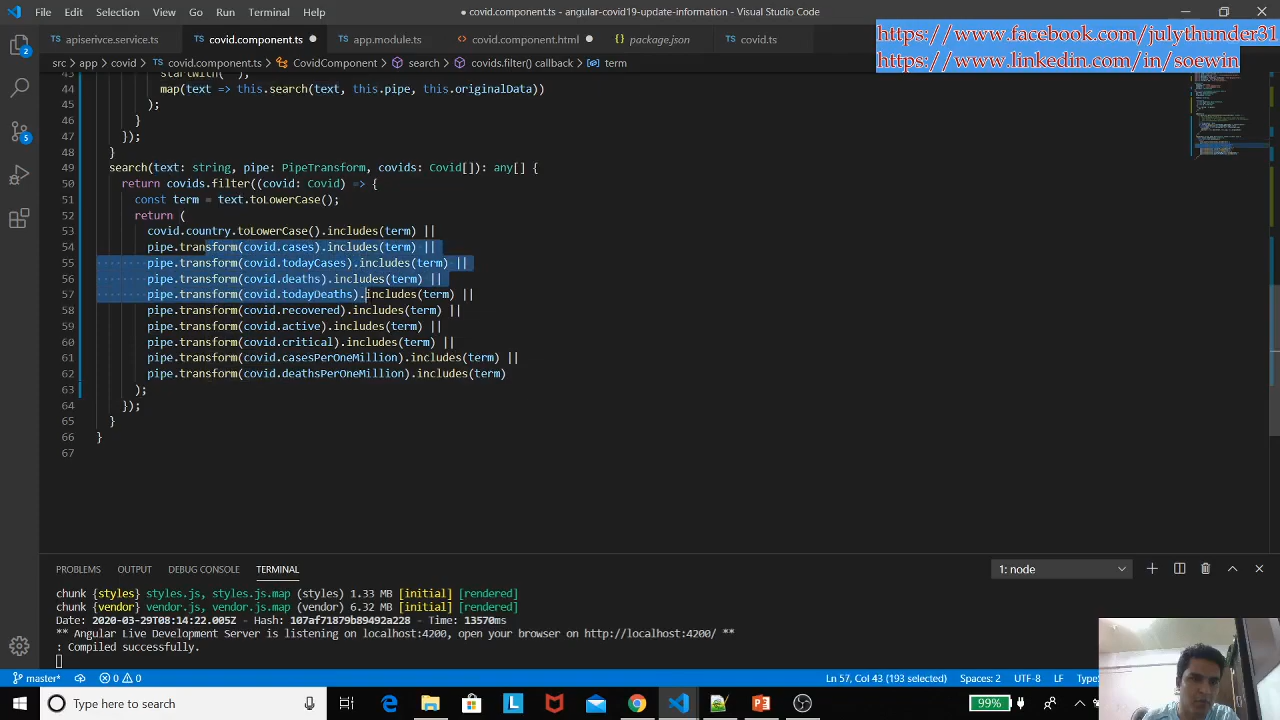 File Edit Selection View Go Run Terminal Help
● covid.component.ts - angular-covid19-update-information - Visual Studio Code
https://www.facebook.com/julythunder31
https://www.linkedin.com/in/soewin
TS apiserivce.service.ts TS covid.component.ts ● TS app.module.ts <> covid.component.html ● {} package.json TS covid.ts
src > app > covid > TS covid.component.ts > CovidComponent > search > covids.filter() callback > term
44 map(text => this.search(text, this.pipe, this.originData))
45 );
46 }
47 });
48 }
49 search(text: string, pipe: PipeTransform, covids: Covid[]): any[] {
50 return covids.filter((covid: Covid) => {
51 const term = text.toLowerCase();
52 return (
53 covid.country.toLowerCase().includes(term) ||
54 pipe.transform(covid.cases).includes(term) ||
55 pipe.transform(covid.todayCases).includes(term) ||
56 pipe.transform(covid.deaths).includes(term) ||
57 pipe.transform(covid.todayDeaths).includes(term) ||
58 pipe.transform(covid.recovered).includes(term) ||
59 pipe.transform(covid.active).includes(term) ||
60 pipe.transform(covid.critical).includes(term) ||
61 pipe.transform(covid.casesPerOneMillion).includes(term) ||
62 pipe.transform(covid.deathsPerOneMillion).includes(term)
63 );
64 });
65 }
66 }
67
PROBLEMS OUTPUT DEBUG CONSOLE TERMINAL 1: node
chunk {styles} styles.js, styles.js.map (styles) 1.33 MB [initial] [rendered]
chunk {vendor} vendor.js, vendor.js.map (vendor) 6.32 MB [initial] [rendered]
Date: 2020-03-29T08:14:22.005Z - Hash: 107af71879b89492a228 - Time: 13570ms
** Angular Live Development Server is listening on localhost:4200, open your browser on http://localhost:4200/ **
: Compiled successfully.
master* 0 0 Ln 57, Col 43 (193 selected) Spaces: 2 UTF-8 LF
Type here to search 99%